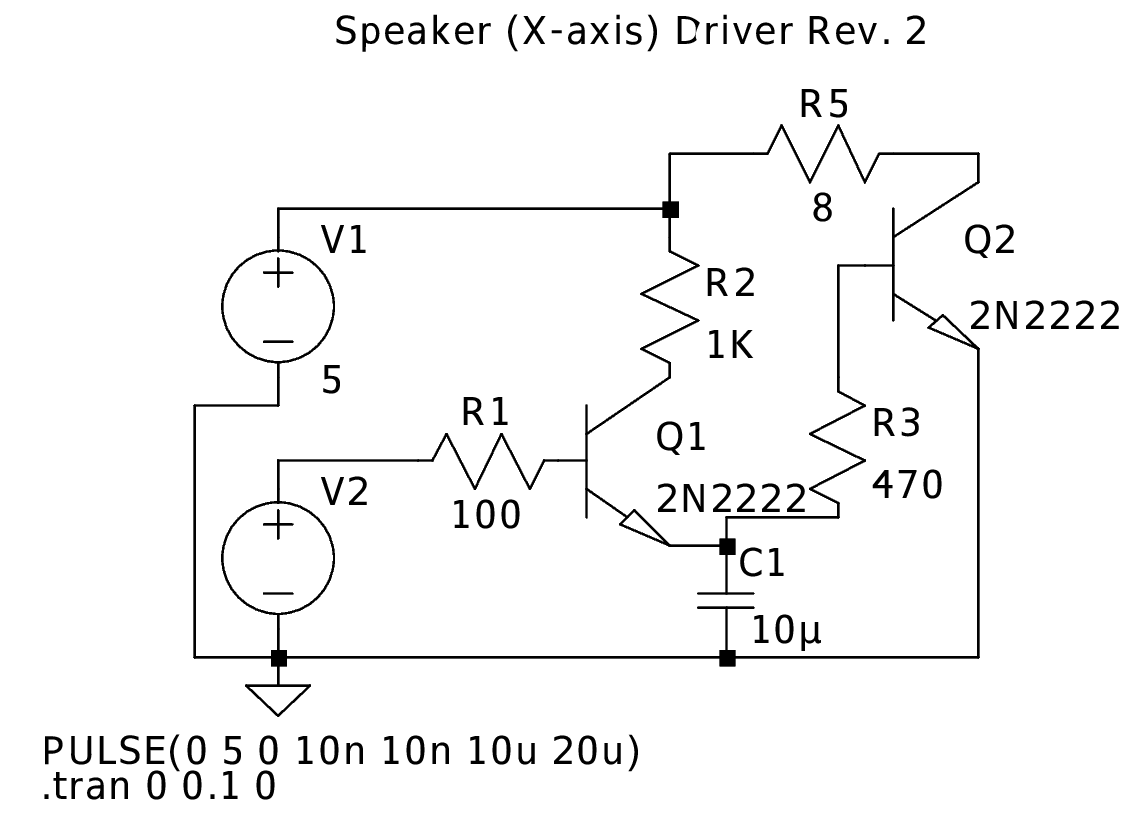 Speaker (X-axis) Driver Rev. 2
R5
8
V1
Q2
R2
2N2222
1K
5
R1
Q1
R3
V2
2N2222
470
100
C1
10µ
PULSE(0 5 0 10n 10n 10u 20u)
.tran 0 0.1 0